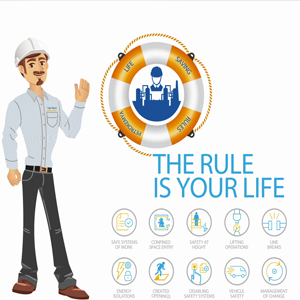 LIFE
SAVING
RULES
THE RULE
IS YOUR LIFE
SAFE SYSTEMS
OF WORK
CONFINED
SPACE ENTRY
SAFETY AT
HEIGHT
LIFTING
OPERATIONS
LINE
BREAKS
ENERGY
ISOLATIONS
CREATED
OPENINGS
DISABLING
SAFETY SYSTEMS
VEHICLE
SAFETY
MANAGEMENT
OF CHANGE